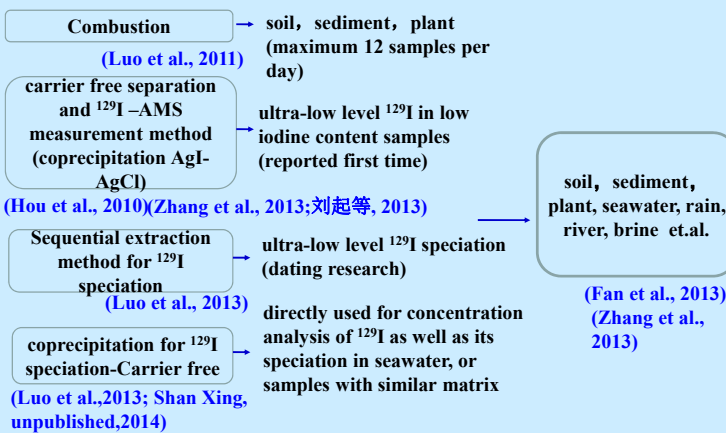 Combustion
(Luo et al., 2011)
soil, sediment, plant
(maximum 12 samples per
day)
carrier free separation
and ¹²⁹I –AMS
measurement method
(coprecipitation AgI-
AgCl)
(Hou et al., 2010)(Zhang et al., 2013;刘起等, 2013)
ultra-low level ¹²⁹I in low
iodine content samples
(reported first time)
Sequential extraction
method for ¹²⁹I
speciation
(Luo et al., 2013)
ultra-low level ¹²⁹I speciation
(dating research)
coprecipitation for ¹²⁹I
speciation-Carrier free
(Luo et al.,2013; Shan Xing,
unpublished,2014)
directly used for concentration
analysis of ¹²⁹I as well as its
speciation in seawater, or
samples with similar matrix
soil, sediment,
plant, seawater, rain,
river, brine et.al.
(Fan et al., 2013)
(Zhang et al.,
2013)